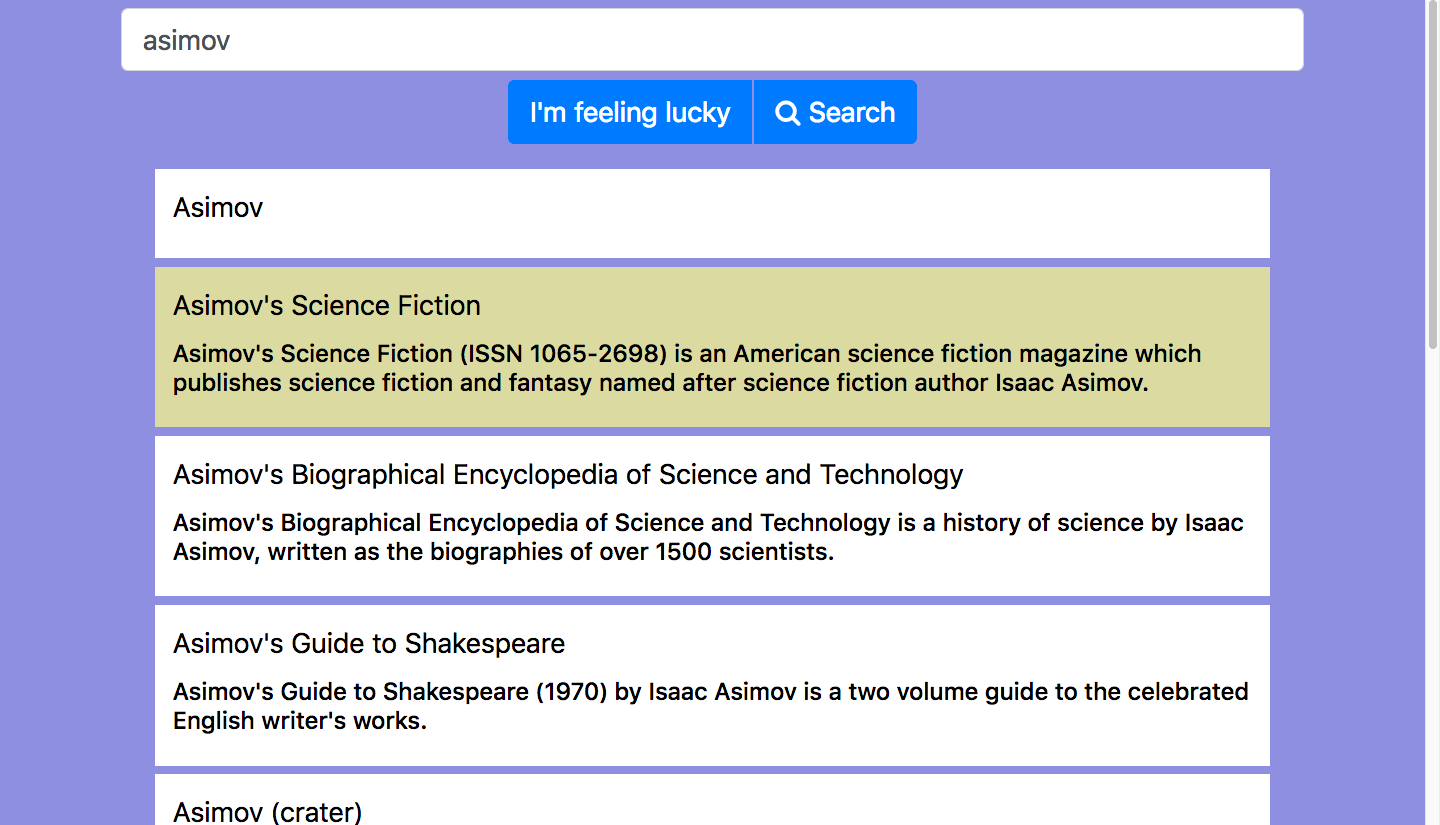 asimov
I'm feeling lucky
Search
Asimov
Asimov's Science Fiction
Asimov's Science Fiction (ISSN 1065-2698) is an American science fiction magazine which
publishes science fiction and fantasy named after science fiction author Isaac Asimov.
Asimov's Biographical Encyclopedia of Science and Technology
Asimov's Biographical Encyclopedia of Science and Technology is a history of science by Isaac
Asimov, written as the biographies of over 1500 scientists.
Asimov's Guide to Shakespeare
Asimov's Guide to Shakespeare (1970) by Isaac Asimov is a two volume guide to the celebrated
English writer's works.
Asimov (crater)